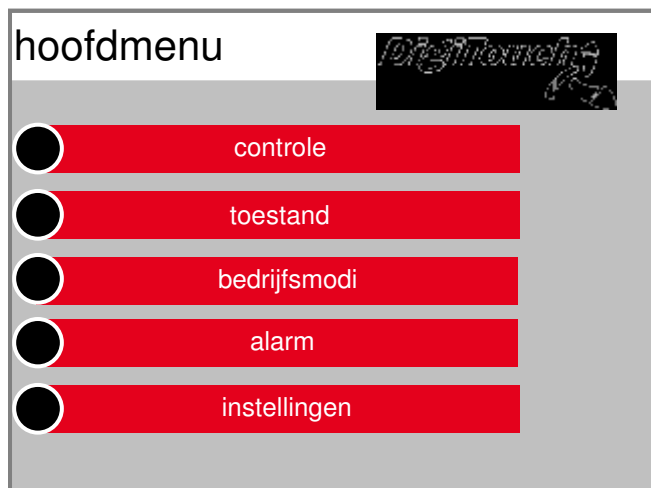 hoofdmenu
DigiTouch
controle
toestand
bedrijfsmodi
alarm
instellingen